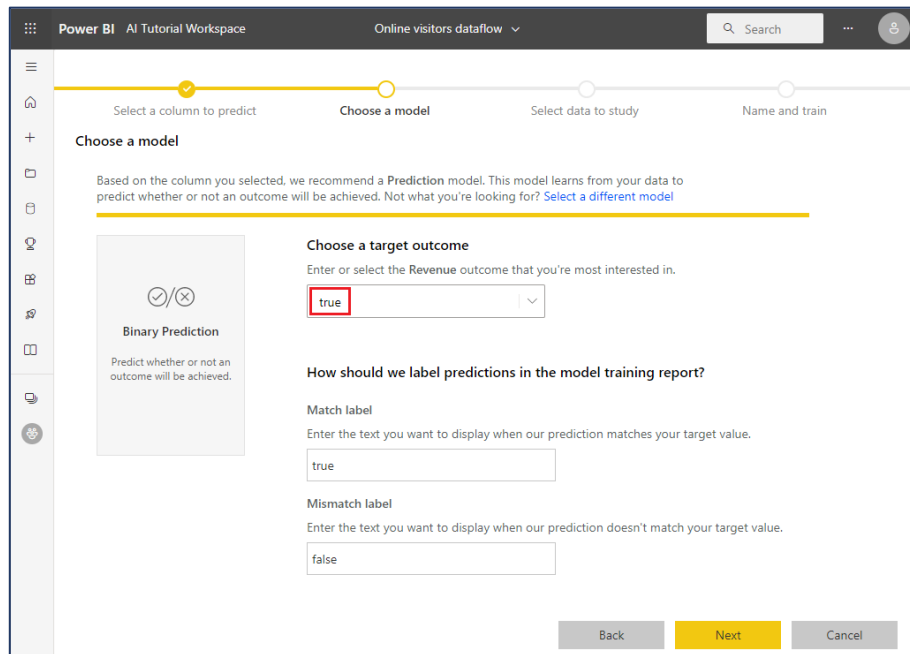 Power BI AI Tutorial Workspace Online visitors dataflow Search ...
Select a column to predict Choose a model Select data to study Name and train
Choose a model
Based on the column you selected, we recommend a Prediction model. This model learns from your data to
predict whether or not an outcome will be achieved. Not what you're looking for? Select a different model
Binary Prediction
Predict whether or not an
outcome will be achieved.
Choose a target outcome
Enter or select the Revenue outcome that you're most interested in.
true
How should we label predictions in the model training report?
Match label
Enter the text you want to display when our prediction matches your target value.
true
Mismatch label
Enter the text you want to display when our prediction doesn't match your target value.
false
Back Next Cancel